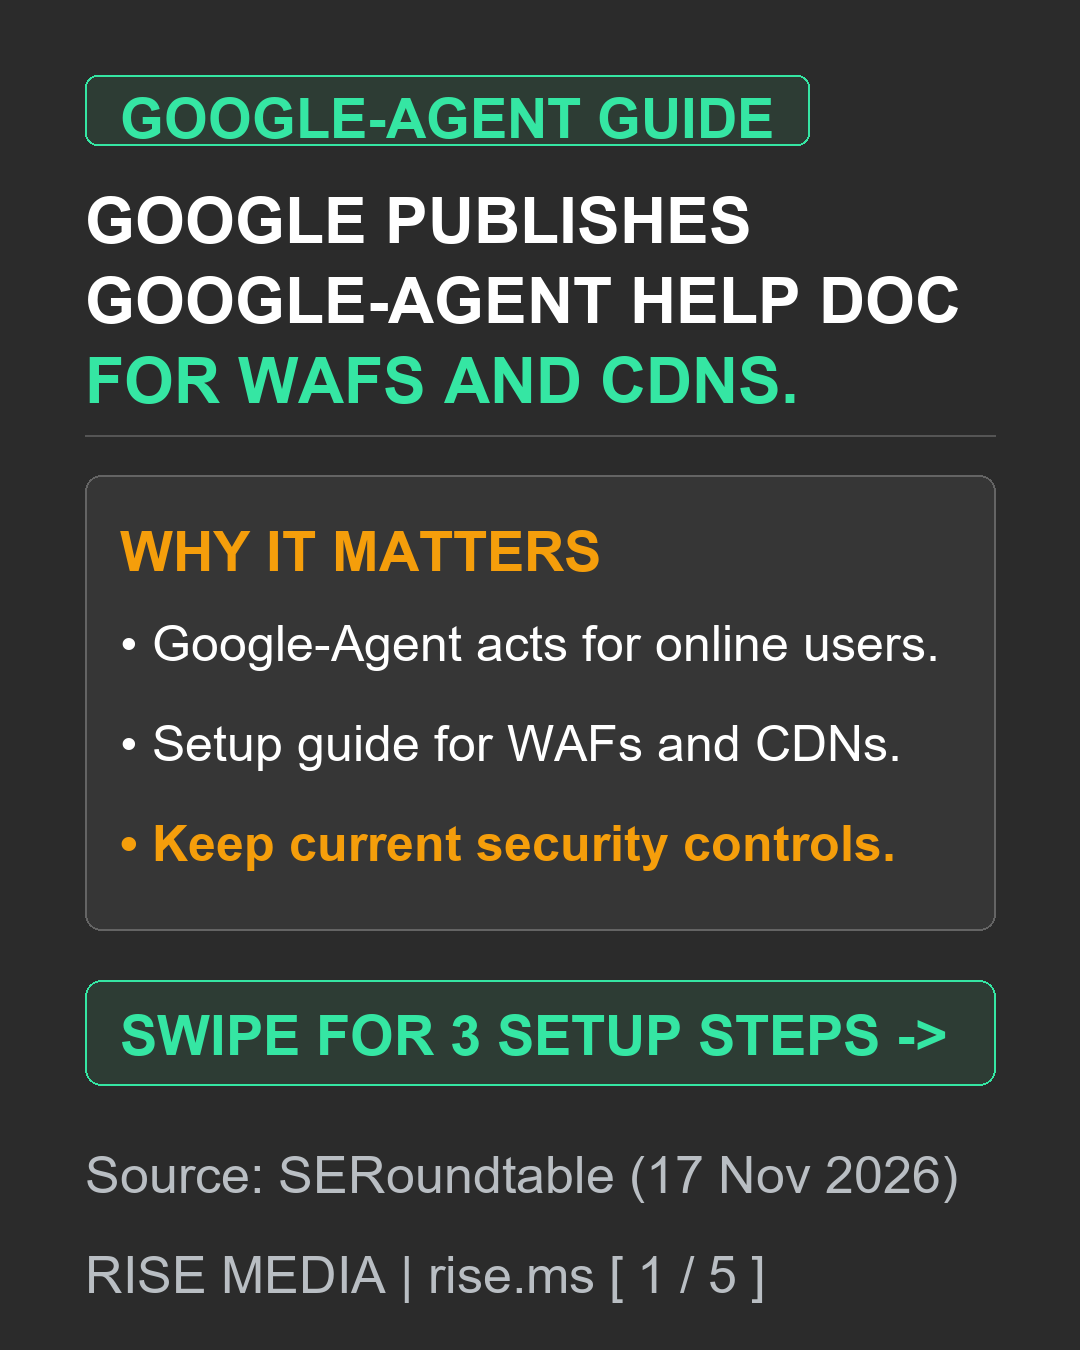 GOOGLE-AGENT GUIDE
GOOGLE PUBLISHES
GOOGLE-AGENT HELP DOC
FOR WAFS AND CDNS.
WHY IT MATTERS
• Google-Agent acts for online users.
• Setup guide for WAFs and CDNs.
• Keep current security controls.
SWIPE FOR 3 SETUP STEPS ->
Source: SERoundtable (17 Nov 2026)
RISE MEDIA | rise.ms [ 1 / 5 ]